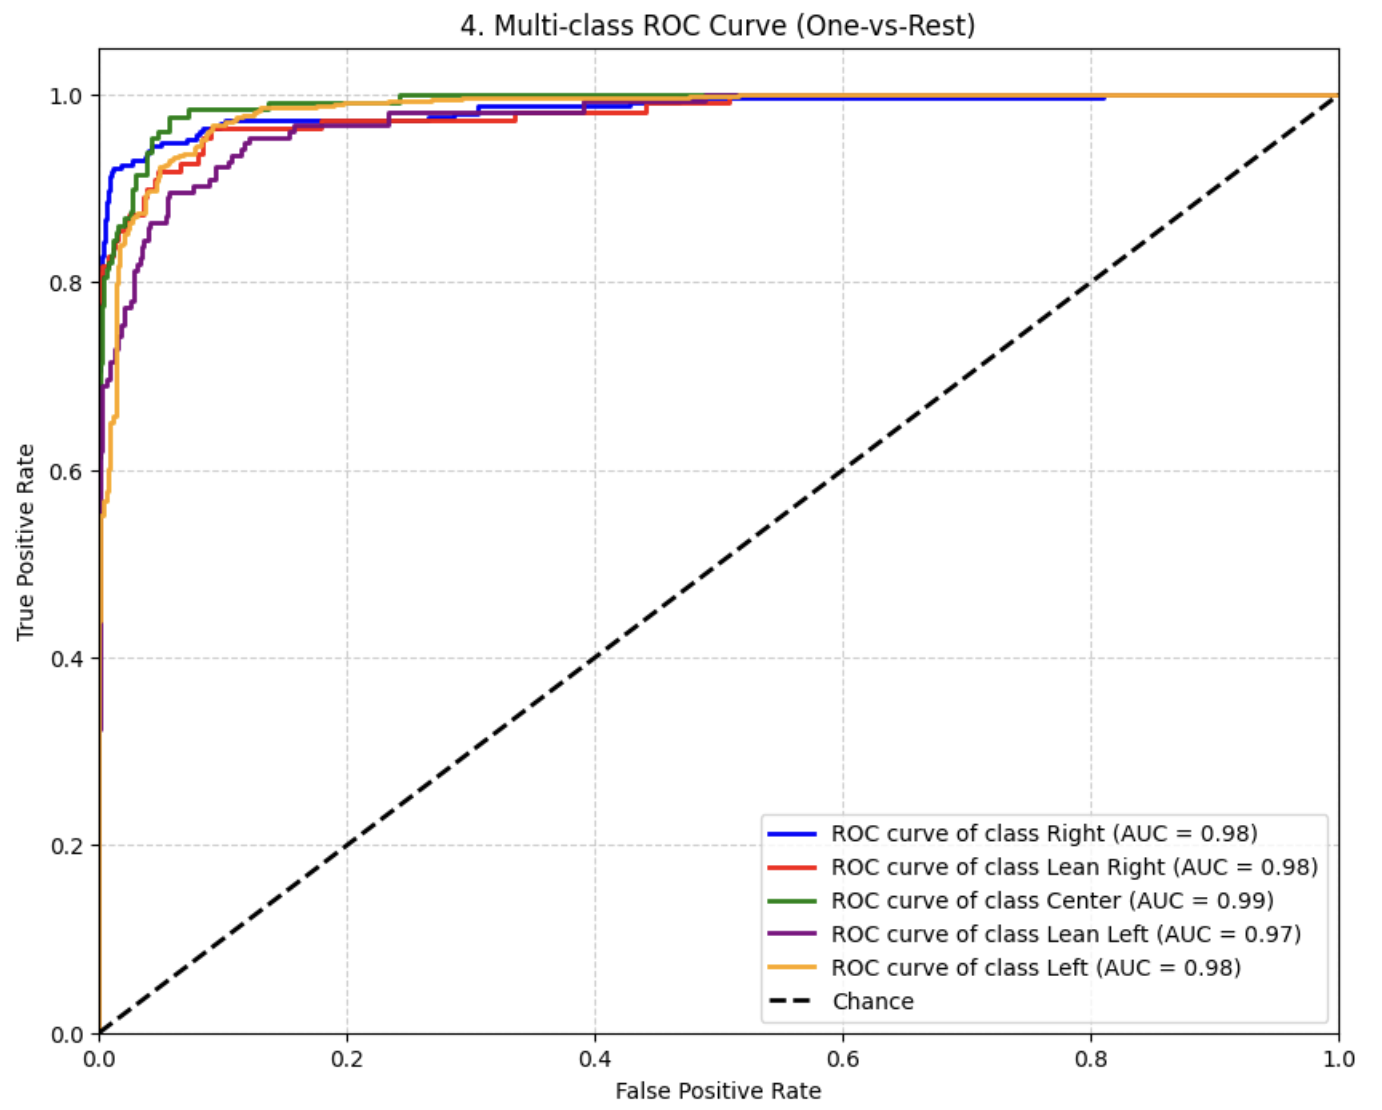 4. Multi-class ROC Curve (One-vs-Rest)
True Positive Rate
1.0
0.8
0.6
0.4
0.2
0.0
ROC curve of class Right (AUC = 0.98)
ROC curve of class Lean Right (AUC = 0.98)
ROC curve of class Center (AUC = 0.99)
ROC curve of class Lean Left (AUC = 0.97)
ROC curve of class Left (AUC = 0.98)
Chance
0.0 0.2 0.4 0.6 0.8 1.0
False Positive Rate